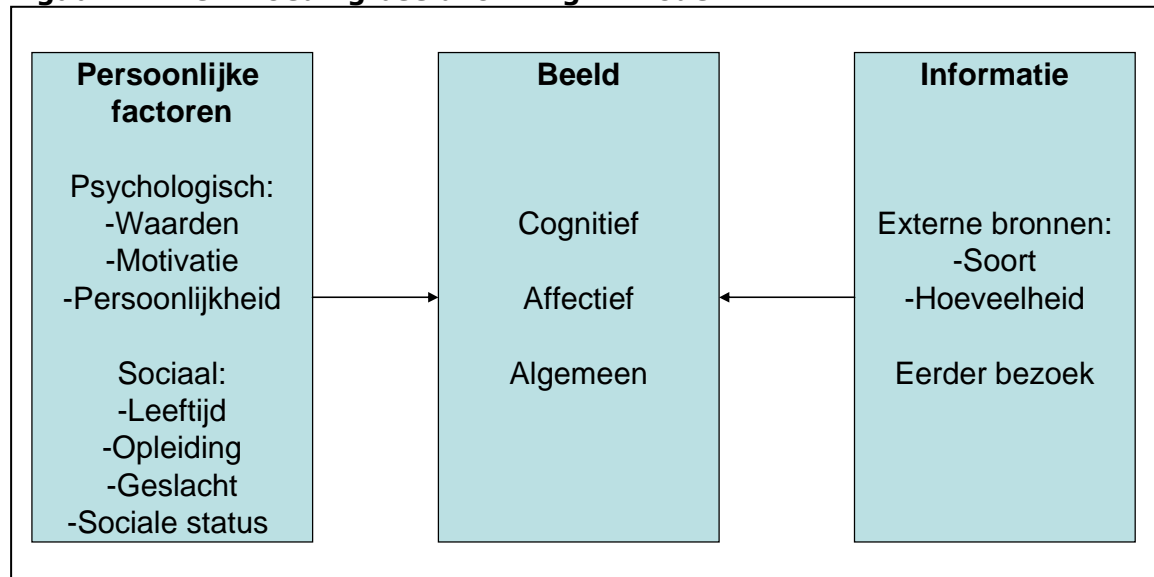 Persoonlijke
factoren
Psychologisch:
-Waarden
-Motivatie
-Persoonlijkheid
Sociaal:
-Leeftijd
-Opleiding
-Geslacht
-Sociale status
Beeld
Cognitief
Affectief
Algemeen
Informatie
Externe bronnen:
-Soort
-Hoeveelheid
Eerder bezoek